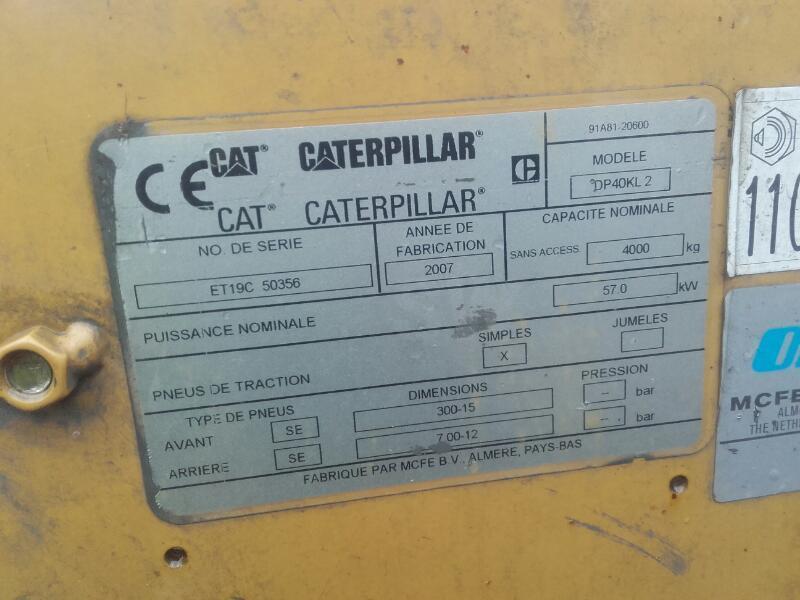 CE CAT® CATERPILLAR®
CAT® CATERPILLAR®
91A81-20600
MODELE
DP40KL 2
NO. DE SERIE
ET19C 50356
ANNEE DE
FABRICATION
2007
CAPACITE NOMINALE
SANS ACCESS. 4000 kg
PUISSANCE NOMINALE 57.0 kW
PNEUS DE TRACTION
SIMPLES
X
JUMELES
TYPE DE PNEUS DIMENSIONS PRESSION
AVANT SE 300-15 -- bar
ARRIERE SE 7.00-12 -- bar
FABRIQUE PAR MCFE B.V., ALMERE, PAYS-BAS
MCFE